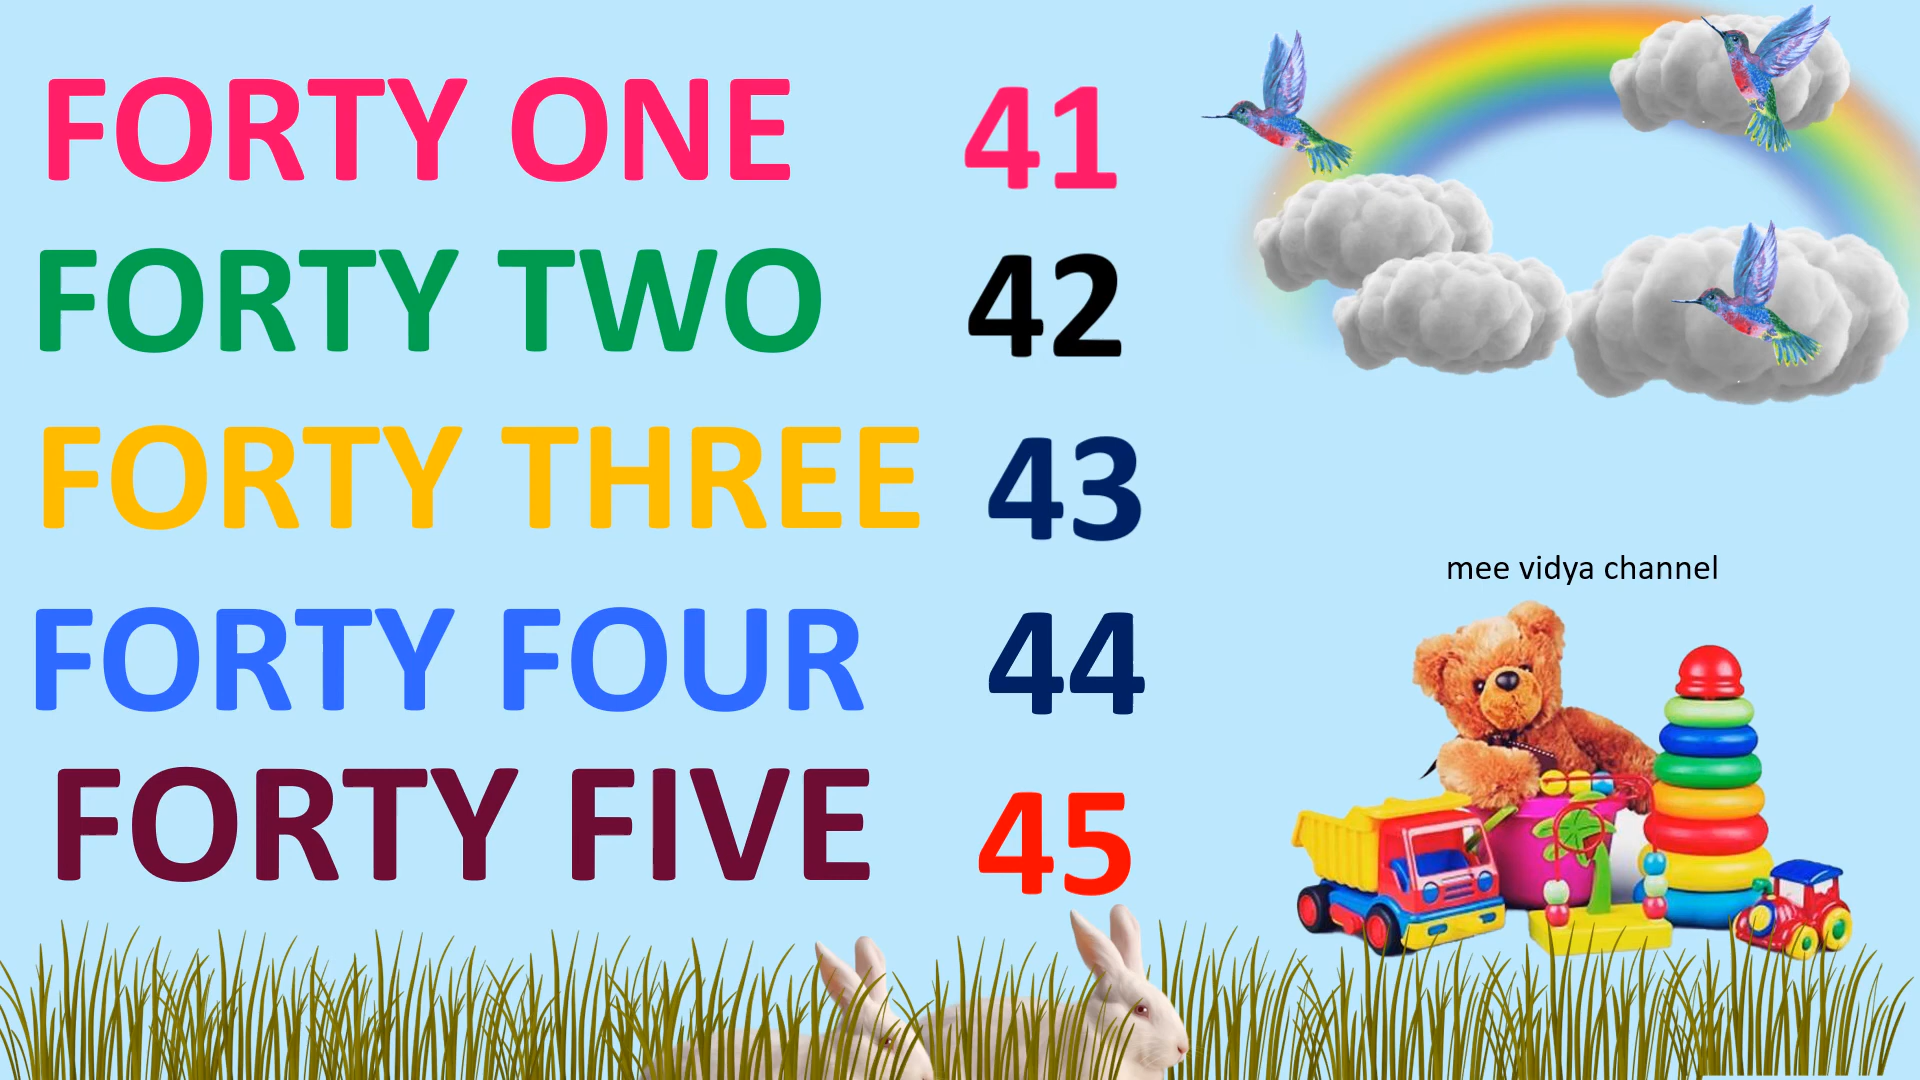 FORTY ONE 41
FORTY TWO 42
FORTY THREE 43
FORTY FOUR 44
FORTY FIVE 45
mee vidya channel